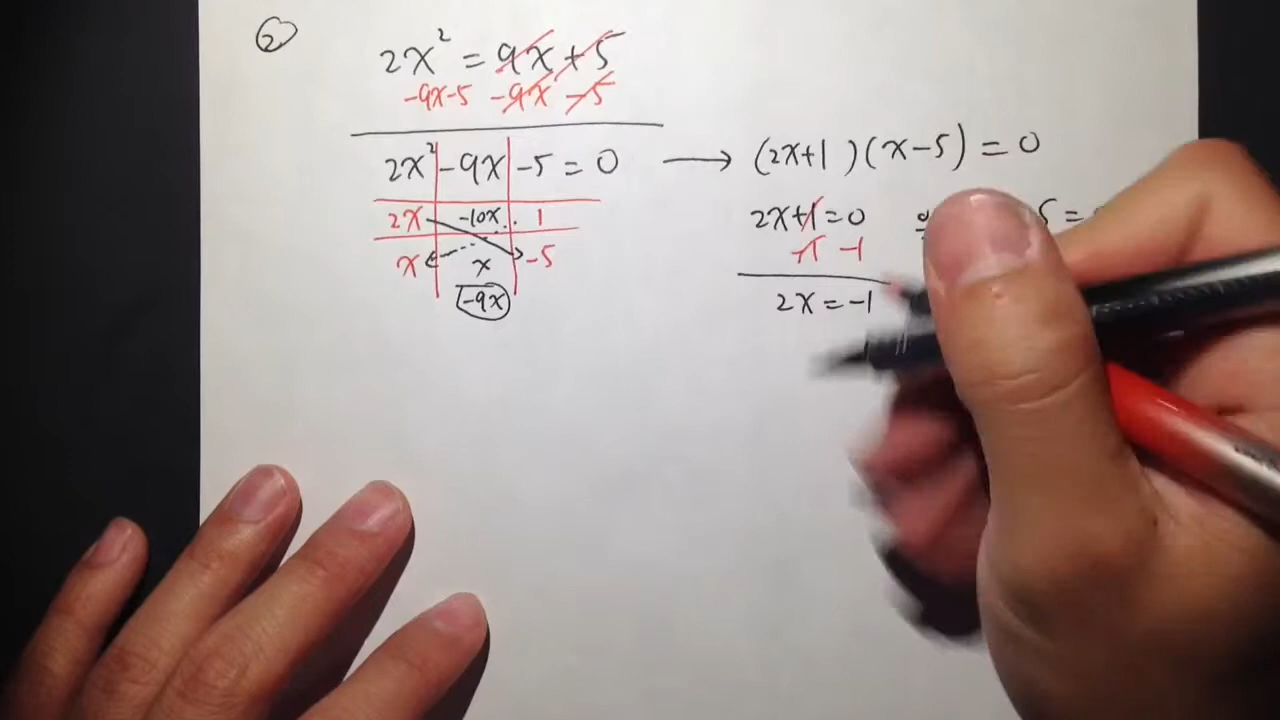 ②
2x² = 9x + 5
-9x-5 -9x -5
2x² -9x -5 = 0 → (2x+1)(x-5) = 0
2x -10x 1
x x -5
-9x
2x+1=0 5 =
-1 -1
2x = -1